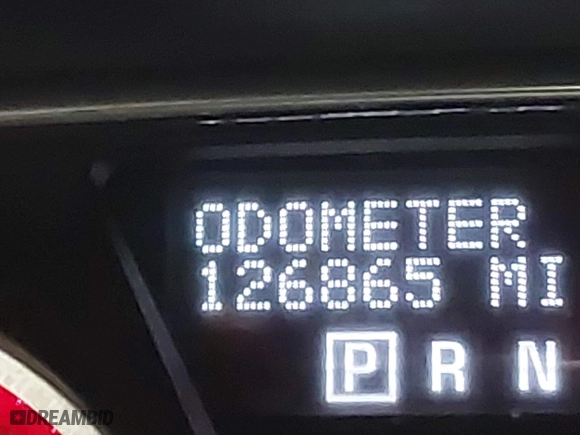 ODOMETER
126865 MI
P R N
DREAMBID